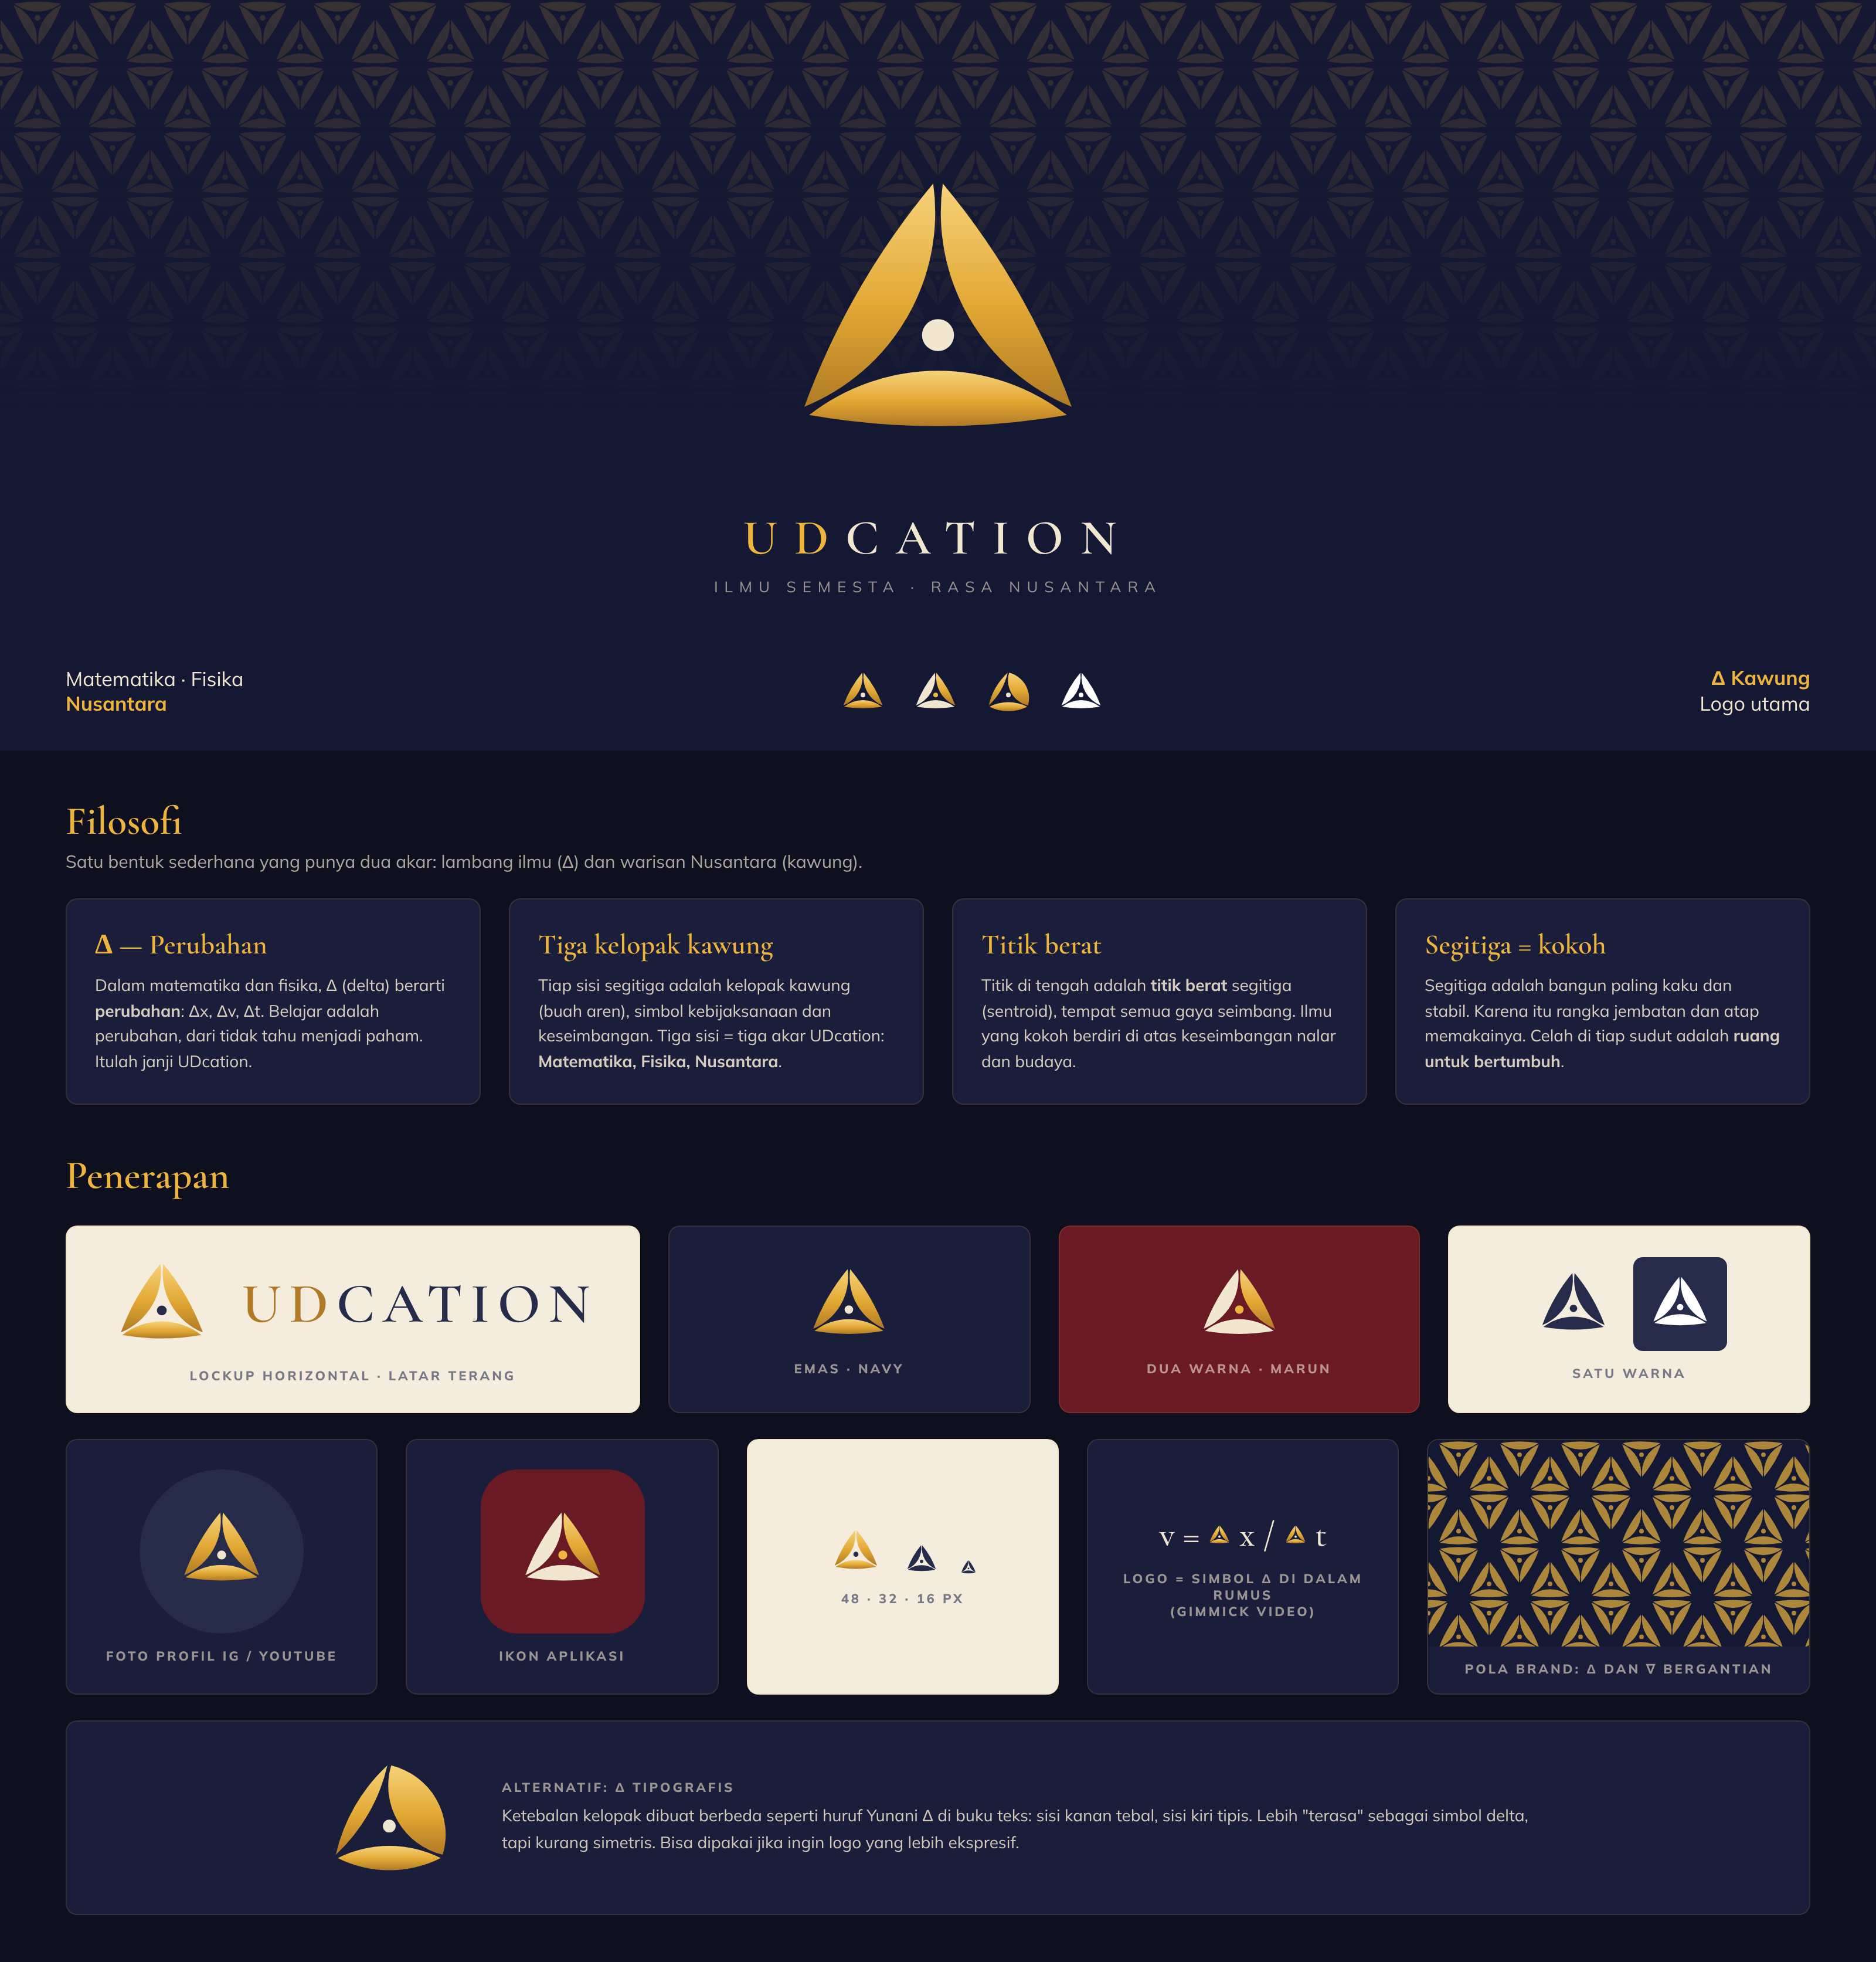 UDCATION
ILMU SEMESTA · RASA NUSANTARA
Matematika · Fisika
Nusantara
Δ Kawung
Logo utama
Filosofi
Satu bentuk sederhana yang punya dua akar: lambang ilmu (Δ) dan warisan Nusantara (kawung).
Δ — Perubahan
Dalam matematika dan fisika, Δ (delta) berarti
perubahan: Δx, Δv, Δt. Belajar adalah
perubahan, dari tidak tahu menjadi paham.
Itulah janji UDcation.
Tiga kelopak kawung
Tiap sisi segitiga adalah kelopak kawung
(buah aren), simbol kebijaksanaan dan
keseimbangan. Tiga sisi = tiga akar UDcation:
Matematika, Fisika, Nusantara.
Titik berat
Titik di tengah adalah titik berat segitiga
(sentroid), tempat semua gaya seimbang. Ilmu
yang kokoh berdiri di atas keseimbangan nalar
dan budaya.
Segitiga = kokoh
Segitiga adalah bangun paling kaku dan
stabil. Karena itu rangka jembatan dan atap
memakainya. Celah di tiap sudut adalah ruang
untuk bertumbuh.
Penerapan
UDCATION
LOCKUP HORIZONTAL · LATAR TERANG
EMAS · NAVY
DUA WARNA · MARUN
SATU WARNA
FOTO PROFIL IG / YOUTUBE
IKON APLIKASI
48 · 32 · 16 PX
v = x / t
LOGO = SIMBOL Δ DI DALAM
RUMUS
(GIMMICK VIDEO)
POLA BRAND: Δ DAN ∇ BERGANTIAN
ALTERNATIF: Δ TIPOGRAFIS
Ketebalan kelopak dibuat berbeda seperti huruf Yunani Δ di buku teks: sisi kanan tebal, sisi kiri tipis. Lebih "terasa" sebagai simbol delta,
tapi kurang simetris. Bisa dipakai jika ingin logo yang lebih ekspresif.